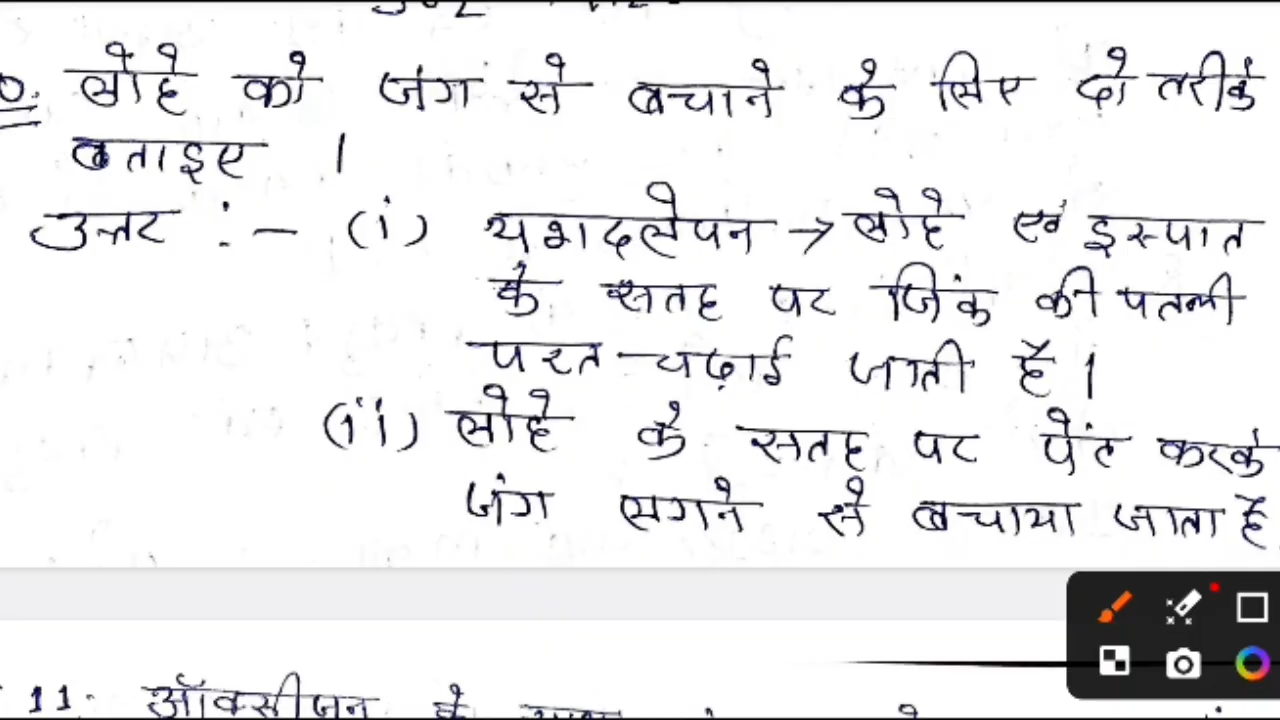 0. लोहे को जंग से बचाने के लिए दो तरीके
बताइए ।
उत्तर :- (i) यशदलेपन → लोहे एवं इस्पात
के सतह पर जिंक की पतली
परत चढ़ाई जाती है ।
(ii) लोहे के सतह पर पेंट करके
जंग लगने से बचाया जाता है
11. ऑक्सीजन के